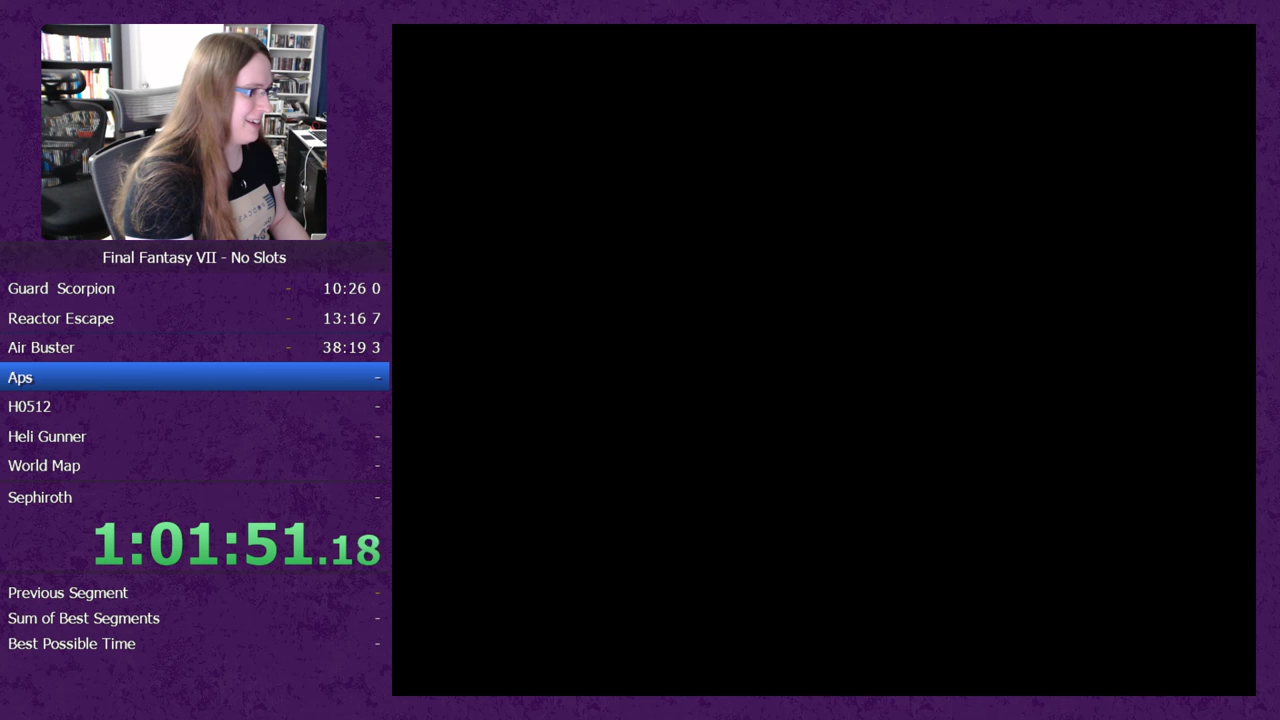 Final Fantasy VII - No Slots
Guard Scorpion - 10:26 0
Reactor Escape - 13:16 7
Air Buster - 38:19 3
Aps -
H0512 -
Heli Gunner -
World Map -
Sephiroth -
1:01:51.18
Previous Segment -
Sum of Best Segments -
Best Possible Time -